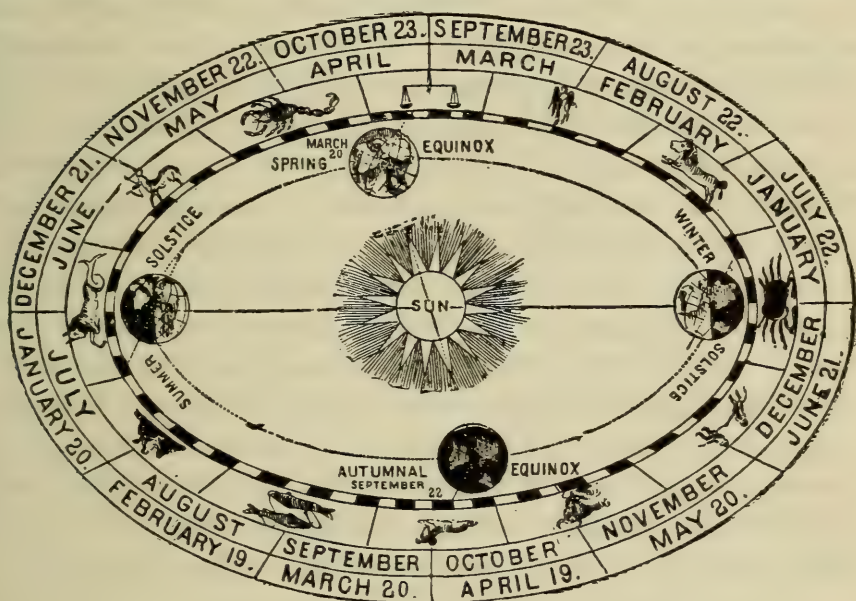 OCTOBER 23.
SEPTEMBER 23.
AUGUST 22.
JULY 22.
JUNE 21.
MAY 20.
APRIL 19.
MARCH 20.
FEBRUARY 19.
JANUARY 20.
DECEMBER 21.
NOVEMBER 22.
APRIL
MARCH
FEBRUARY
JANUARY
DECEMBER
NOVEMBER
OCTOBER
SEPTEMBER
AUGUST
JULY
JUNE
MAY
MARCH
20
SPRING
EQUINOX
WINTER
SOLSTICE
AUTUMNAL
SEPTEMBER 22
EQUINOX
SUMMER
SOLSTICE
SUN